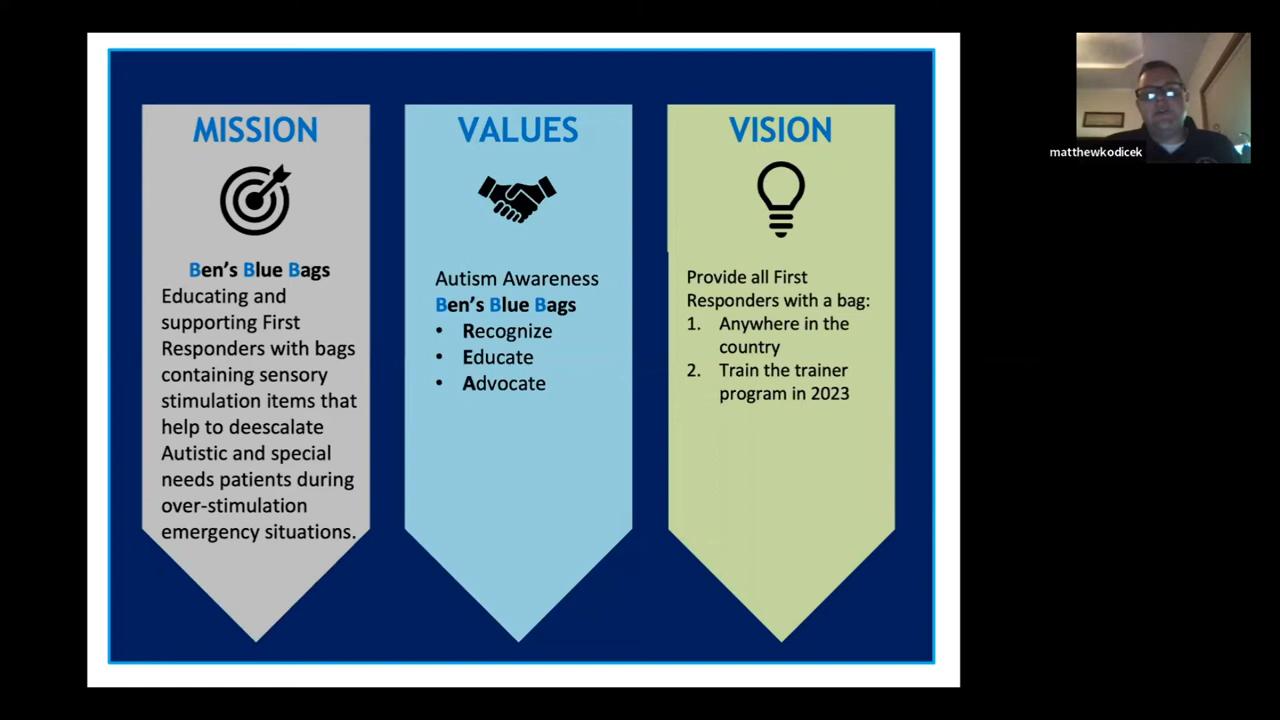 MISSION
Ben's Blue Bags
Educating and
supporting First
Responders with bags
containing sensory
stimulation items that
help to deescalate
Autistic and special
needs patients during
over-stimulation
emergency situations.
VALUES
Autism Awareness
Ben's Blue Bags
• Recognize
• Educate
• Advocate
VISION
Provide all First
Responders with a bag:
1. Anywhere in the
country
2. Train the trainer
program in 2023
matthewkodicek